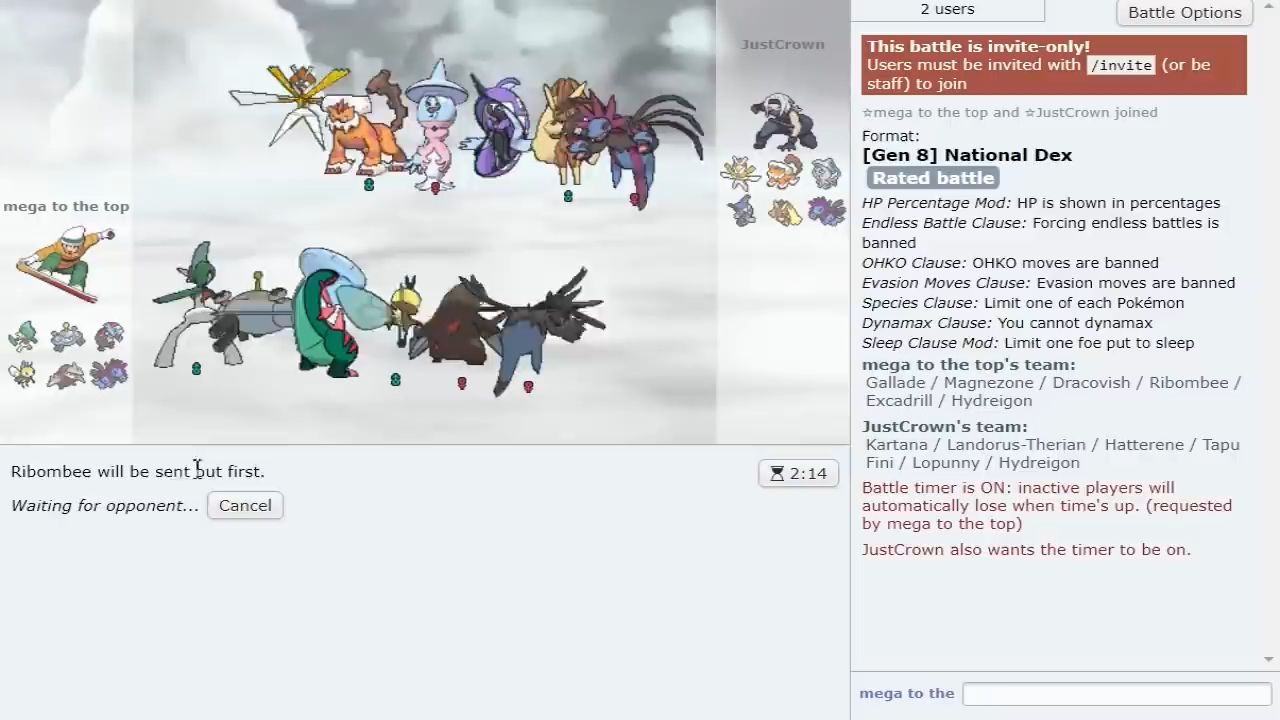 JustCrown
mega to the top
Ribombee will be sent out first.
2:14
Waiting for opponent...
Cancel
2 users
Battle Options
This battle is invite-only!
Users must be invited with /invite (or be
staff) to join
☆mega to the top and ☆JustCrown joined
Format:
[Gen 8] National Dex
Rated battle
HP Percentage Mod: HP is shown in percentages
Endless Battle Clause: Forcing endless battles is
banned
OHKO Clause: OHKO moves are banned
Evasion Moves Clause: Evasion moves are banned
Species Clause: Limit one of each Pokémon
Dynamax Clause: You cannot dynamax
Sleep Clause Mod: Limit one foe put to sleep
mega to the top's team:
Gallade / Magnezone / Dracovish / Ribombee /
Excadrill / Hydreigon
JustCrown's team:
Kartana / Landorus-Therian / Hatterene / Tapu
Fini / Lopunny / Hydreigon
Battle timer is ON: inactive players will
automatically lose when time's up. (requested
by mega to the top)
JustCrown also wants the timer to be on.
mega to the